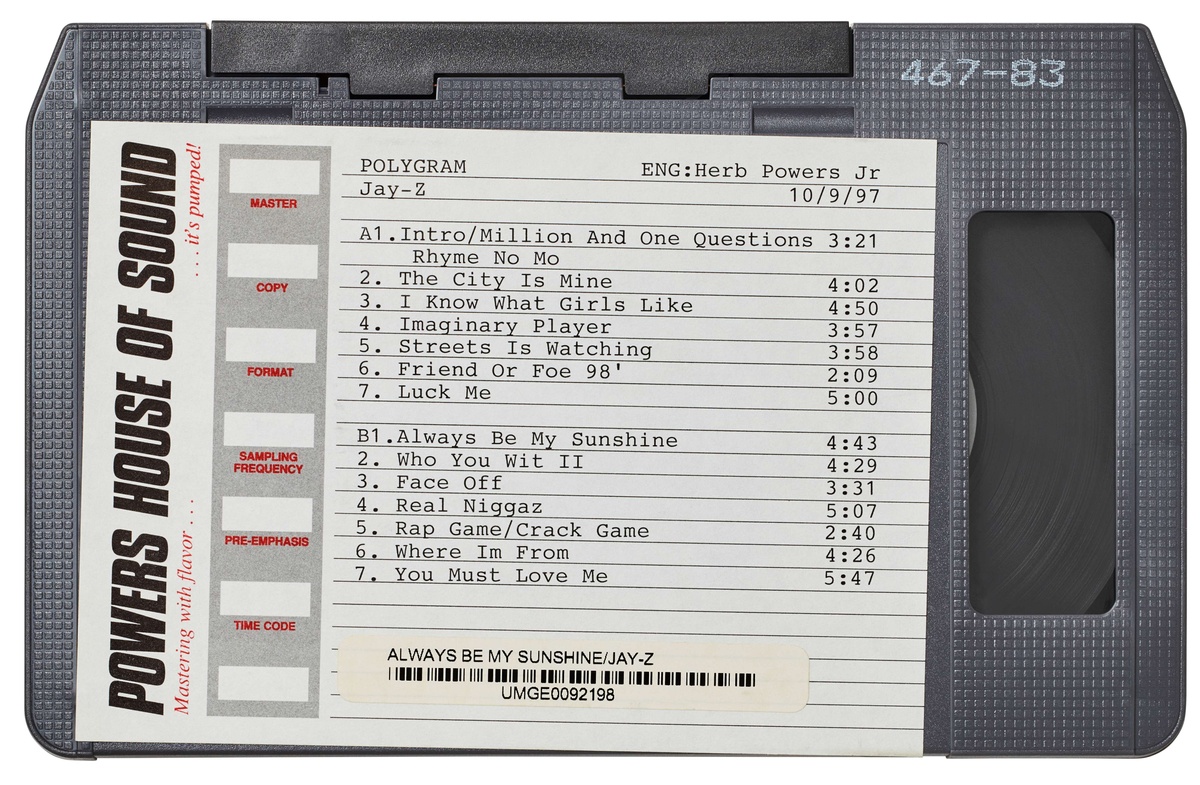 467-83
POWERS HOUSE OF SOUND
... it's pumped!
Mastering with flavor ...
MASTER
COPY
FORMAT
SAMPLING
FREQUENCY
PRE-EMPHASIS
TIME CODE
POLYGRAM ENG:Herb Powers Jr
Jay-Z 10/9/97
A1.Intro/Million And One Questions 3:21
Rhyme No Mo
2. The City Is Mine 4:02
3. I Know What Girls Like 4:50
4. Imaginary Player 3:57
5. Streets Is Watching 3:58
6. Friend Or Foe 98' 2:09
7. Luck Me 5:00
B1.Always Be My Sunshine 4:43
2. Who You Wit II 4:29
3. Face Off 3:31
4. Real Niggaz 5:07
5. Rap Game/Crack Game 2:40
6. Where Im From 4:26
7. You Must Love Me 5:47
ALWAYS BE MY SUNSHINE/JAY-Z
UMGE0092198